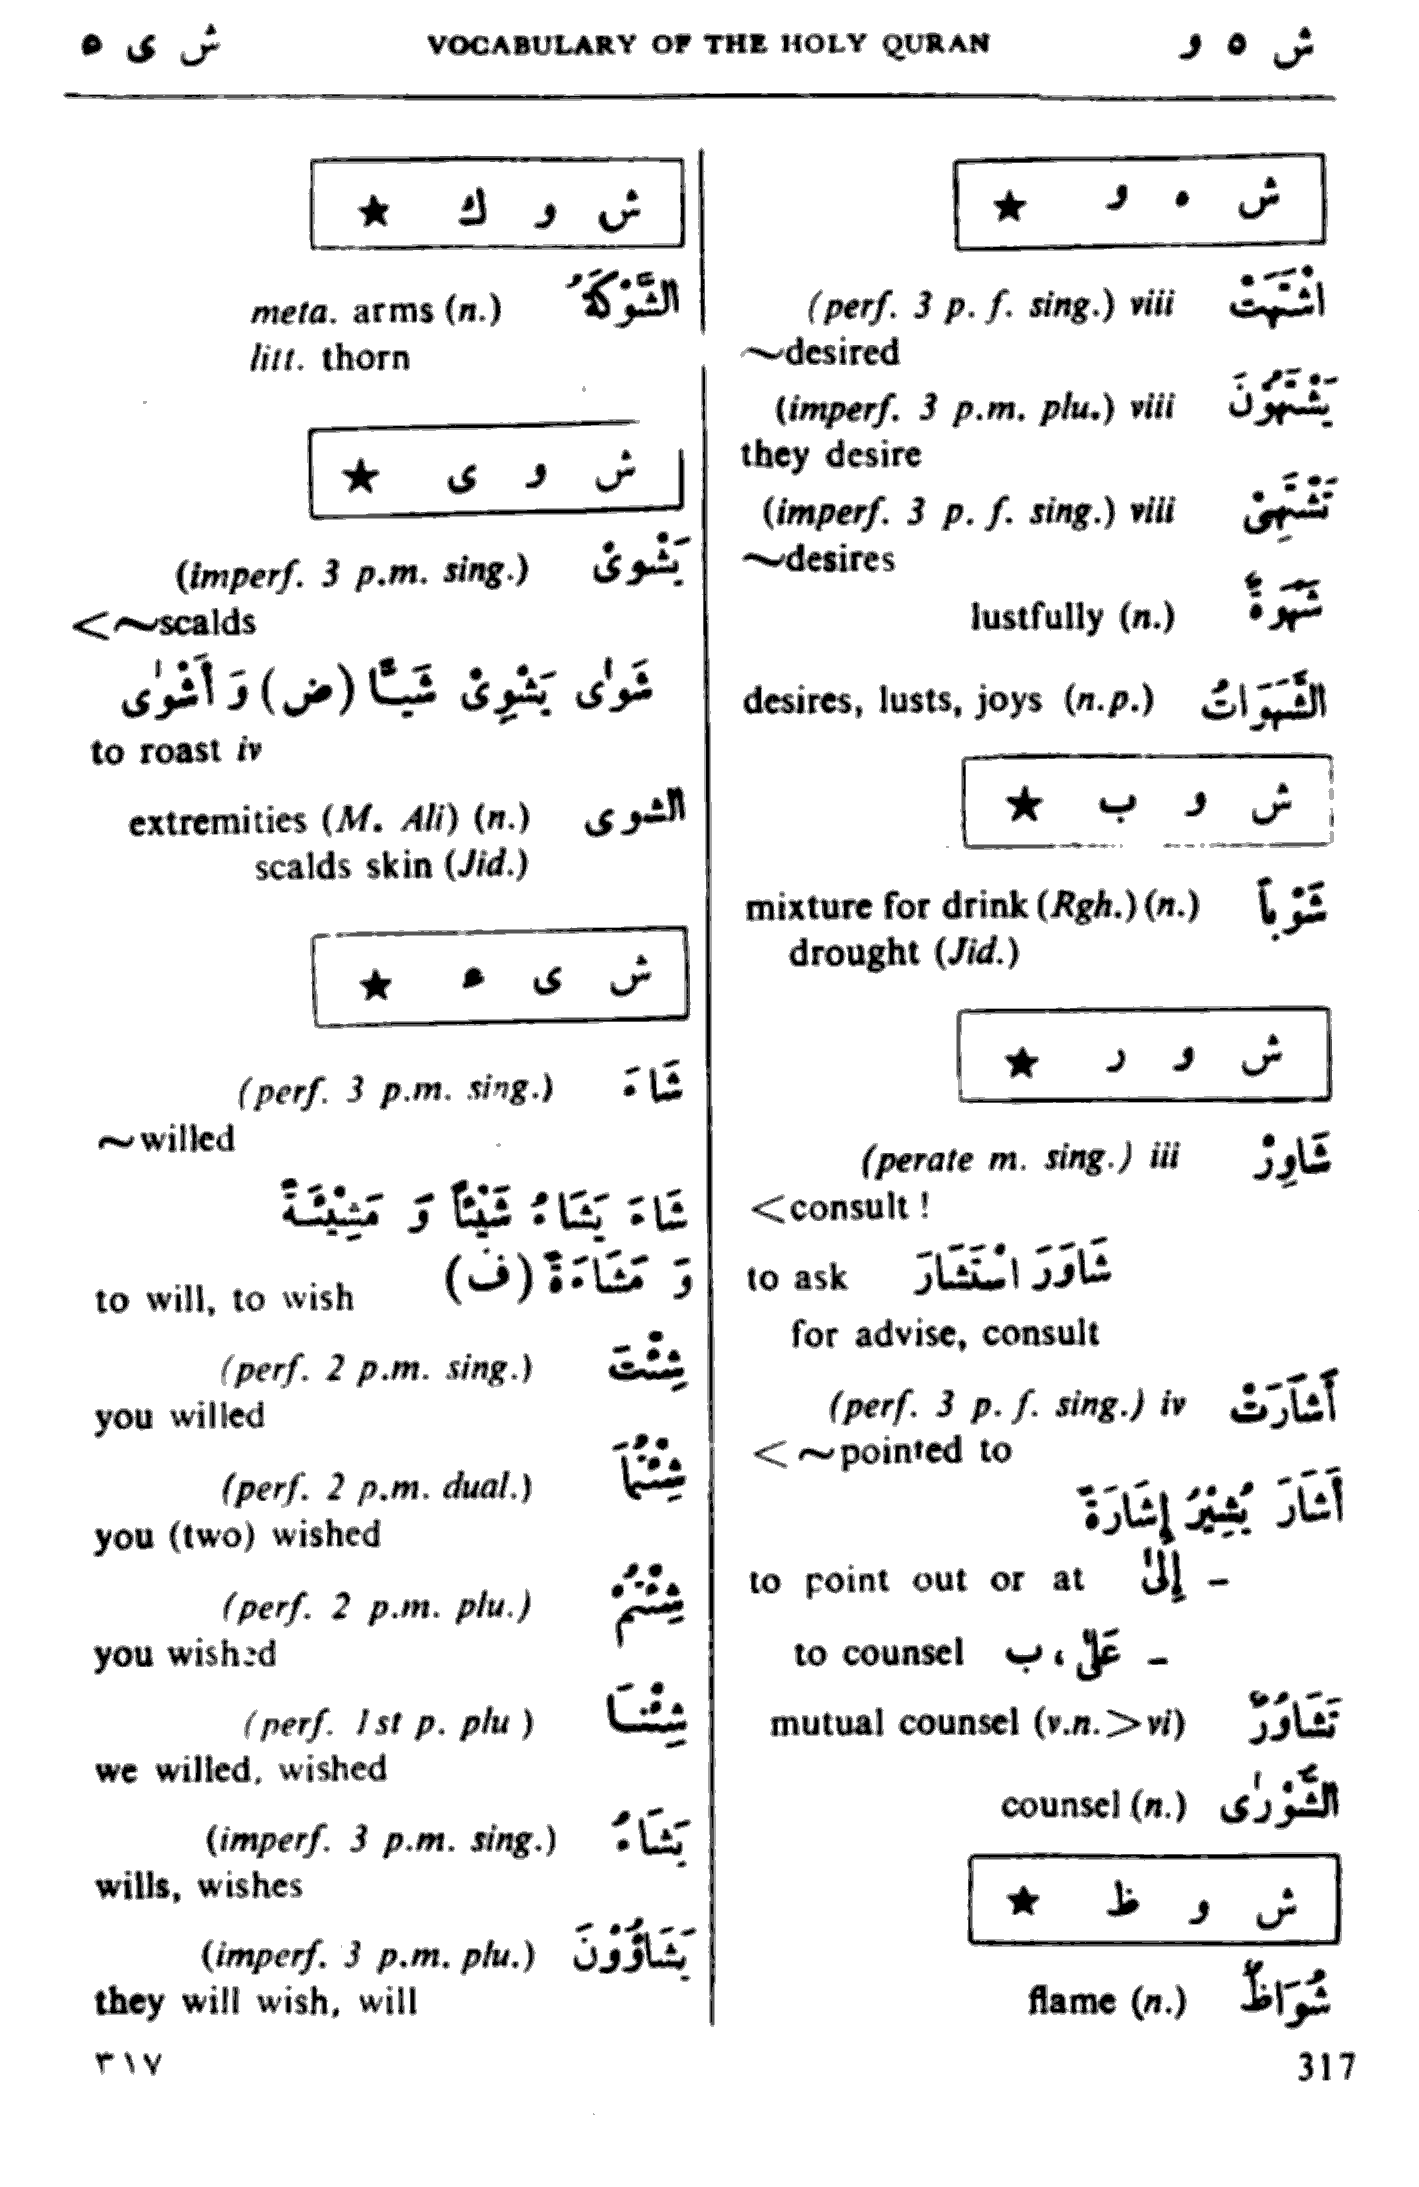 ش ى ه VOCABULARY OF THE HOLY QURAN ش ه و
ش ه و ★
(perf. 3 p. f. sing.) viii اشْتَهَتْ
~desired
(imperf. 3 p.m. plu.) viii يَشْتَهُونَ
they desire
(imperf. 3 p. f. sing.) viii تَشْتَهِىْ
~desires
lustfully (n.) شَهْوَةً
desires, lusts, joys (n.p.) الشَّهَوَاتُ
ش و ب ★
mixture for drink (Rgh.) (n.) شَوْباً
drought (Jid.)
ش و ر ★
(perate m. sing.) iii شَاوِرْ
<consult !
to ask شَاوَرَ اسْتَشَارَ
for advise, consult
(perf. 3 p. f. sing.) iv أَشَارَتْ
< ~pointed to
أَشَارَ يُشِيْرُ إِشَارَةً
to point out or at إِلىٰ -
to counsel عَلىٰ ، ب -
mutual counsel (v.n.>vi) تَشَاوُرٌ
counsel (n.) الشُّوْرٰى
ش و ظ ★
flame (n.) شُوَاظٌ
317
ش و ك ★
meta. arms (n.) الشَّوْكَةُ
litt. thorn
ش و ى ★
(imperf. 3 p.m. sing.) يَشْوِىْ
<~scalds
شَوٰى يَشْوِىْ شَيًّا (ض) وَ أَشْوٰى
to roast iv
extremities (M. Ali) (n.) الشوى
scalds skin (Jid.)
ش ى ء ★
(perf. 3 p.m. sing.) شَاءَ
~willed
شَاءَ يَشَاءُ شَيْئاً وَ مَشِيْئَةً
to will, to wish وَ مَشَاءَةً (ف)
(perf. 2 p.m. sing.) شِئْتَ
you willed
(perf. 2 p.m. dual.) شِئْتُمَا
you (two) wished
(perf. 2 p.m. plu.) شِئْتُمْ
you wished
(perf. 1st p. plu ) شِئْنَا
we willed, wished
(imperf. 3 p.m. sing.) يَشَاءُ
wills, wishes
(imperf. 3 p.m. plu.) يَشَاؤُوْنَ
they will wish, will
٣١٧